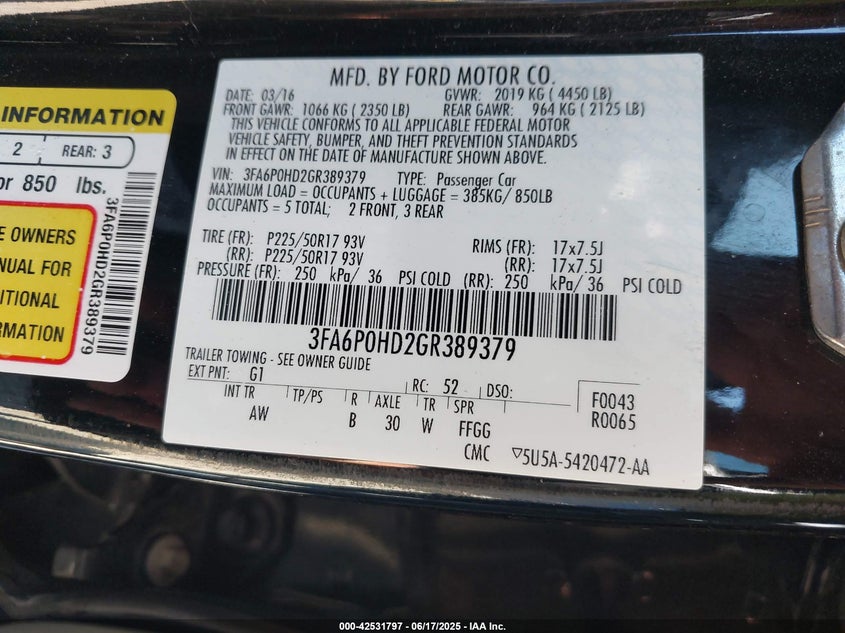 INFORMATION
2 REAR: 3
or 850 lbs.
E OWNERS
NUAL FOR
ITIONAL
RMATION
3FA6P0HD2GR389379
MFD. BY FORD MOTOR CO.
DATE: 03/16 GVWR: 2019 KG ( 4450 LB)
FRONT GAWR: 1066 KG ( 2350 LB) REAR GAWR: 964 KG ( 2125 LB)
THIS VEHICLE CONFORMS TO ALL APPLICABLE FEDERAL MOTOR
VEHICLE SAFETY, BUMPER, AND THEFT PREVENTION STANDARDS
IN EFFECT ON THE DATE OF MANUFACTURE SHOWN ABOVE.
VIN: 3FA6P0HD2GR389379 TYPE: Passenger Car
MAXIMUM LOAD = OCCUPANTS + LUGGAGE = 385KG/ 850LB
OCCUPANTS = 5 TOTAL; 2 FRONT, 3 REAR
TIRE (FR): P225/50R17 93V RIMS (FR): 17x7.5J
(RR): P225/50R17 93V (RR): 17x7.5J
PRESSURE (FR): 250 kPa/ 36 PSI COLD (RR): 250 kPa/ 36 PSI COLD
3FA6P0HD2GR389379
TRAILER TOWING - SEE OWNER GUIDE
EXT PNT: G1 RC: 52 DSO: F0043
INT TR TP/PS R AXLE TR SPR R0065
AW B 30 W FFGG
CMC ▽5U5A-5420472-AA
000-42531797 - 06/17/2025 - IAA Inc.